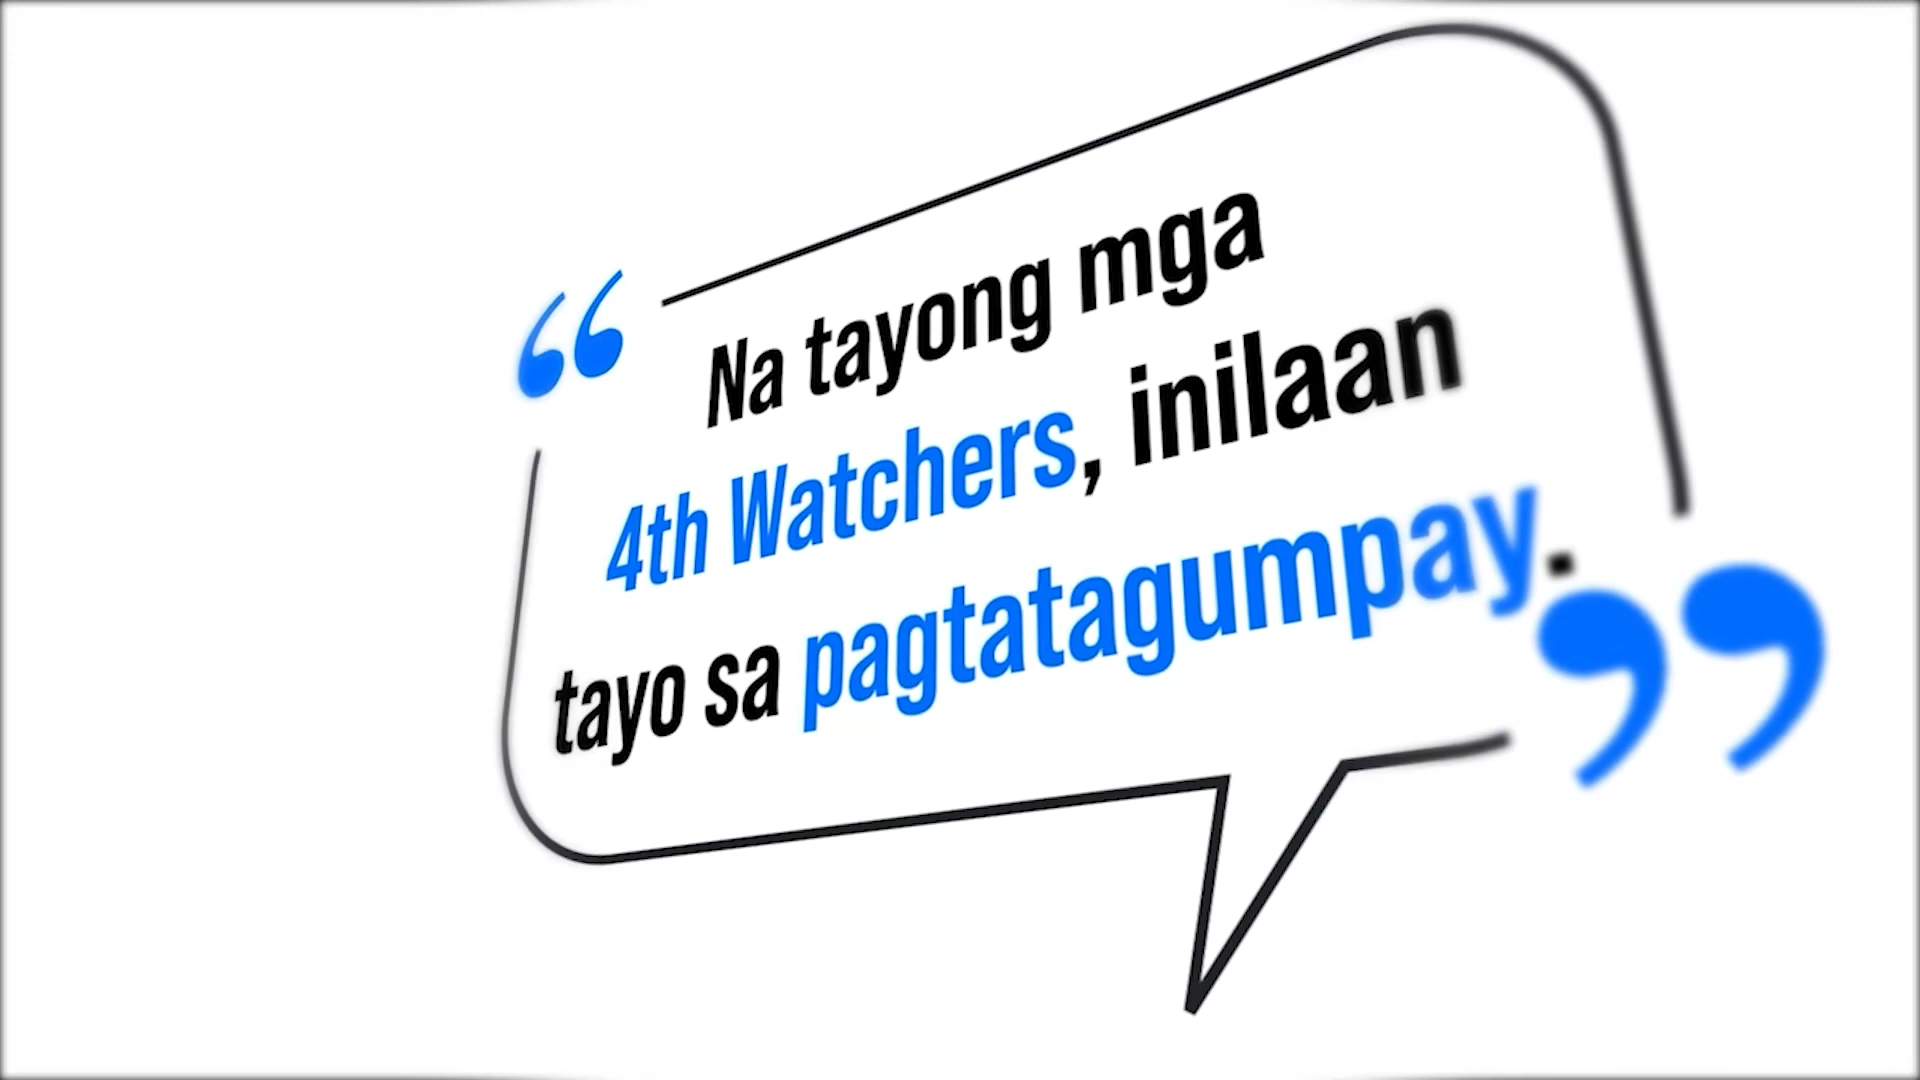 “Na tayong mga
4th Watchers, inilaan
tayo sa pagtatagumpay.”